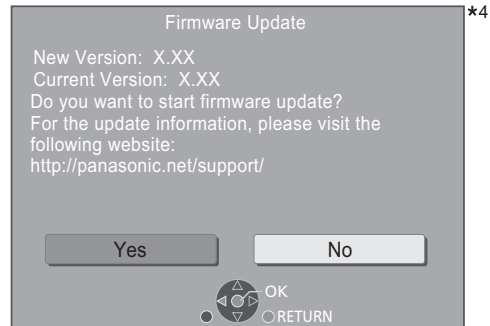 Firmware Update
*4
New Version: X.XX
Current Version: X.XX
Do you want to start firmware update?
For the update information, please visit the
following website:
http://panasonic.net/support/
Yes No
OK
RETURN